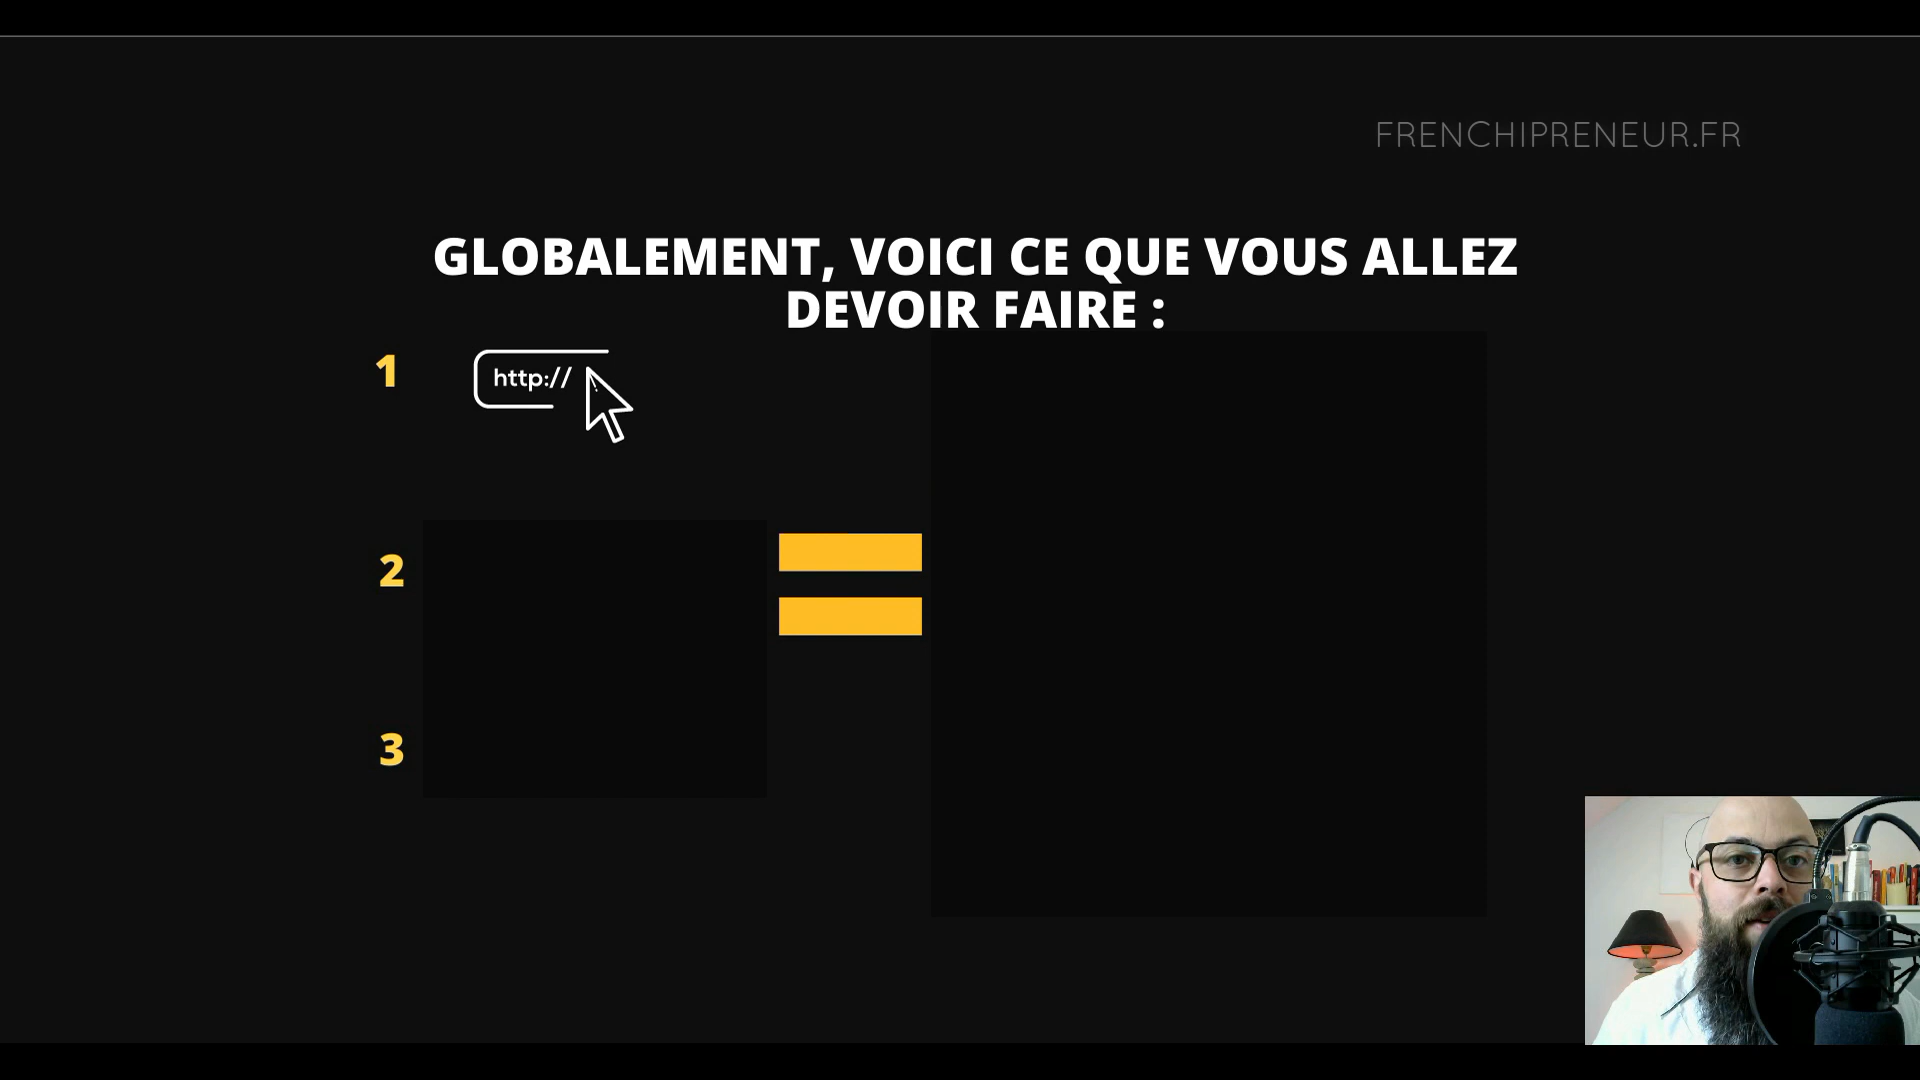 FRENCHIPRENEUR.FR
GLOBALEMENT, VOICI CE QUE VOUS ALLEZ
DEVOIR FAIRE :
1
http://
2
3